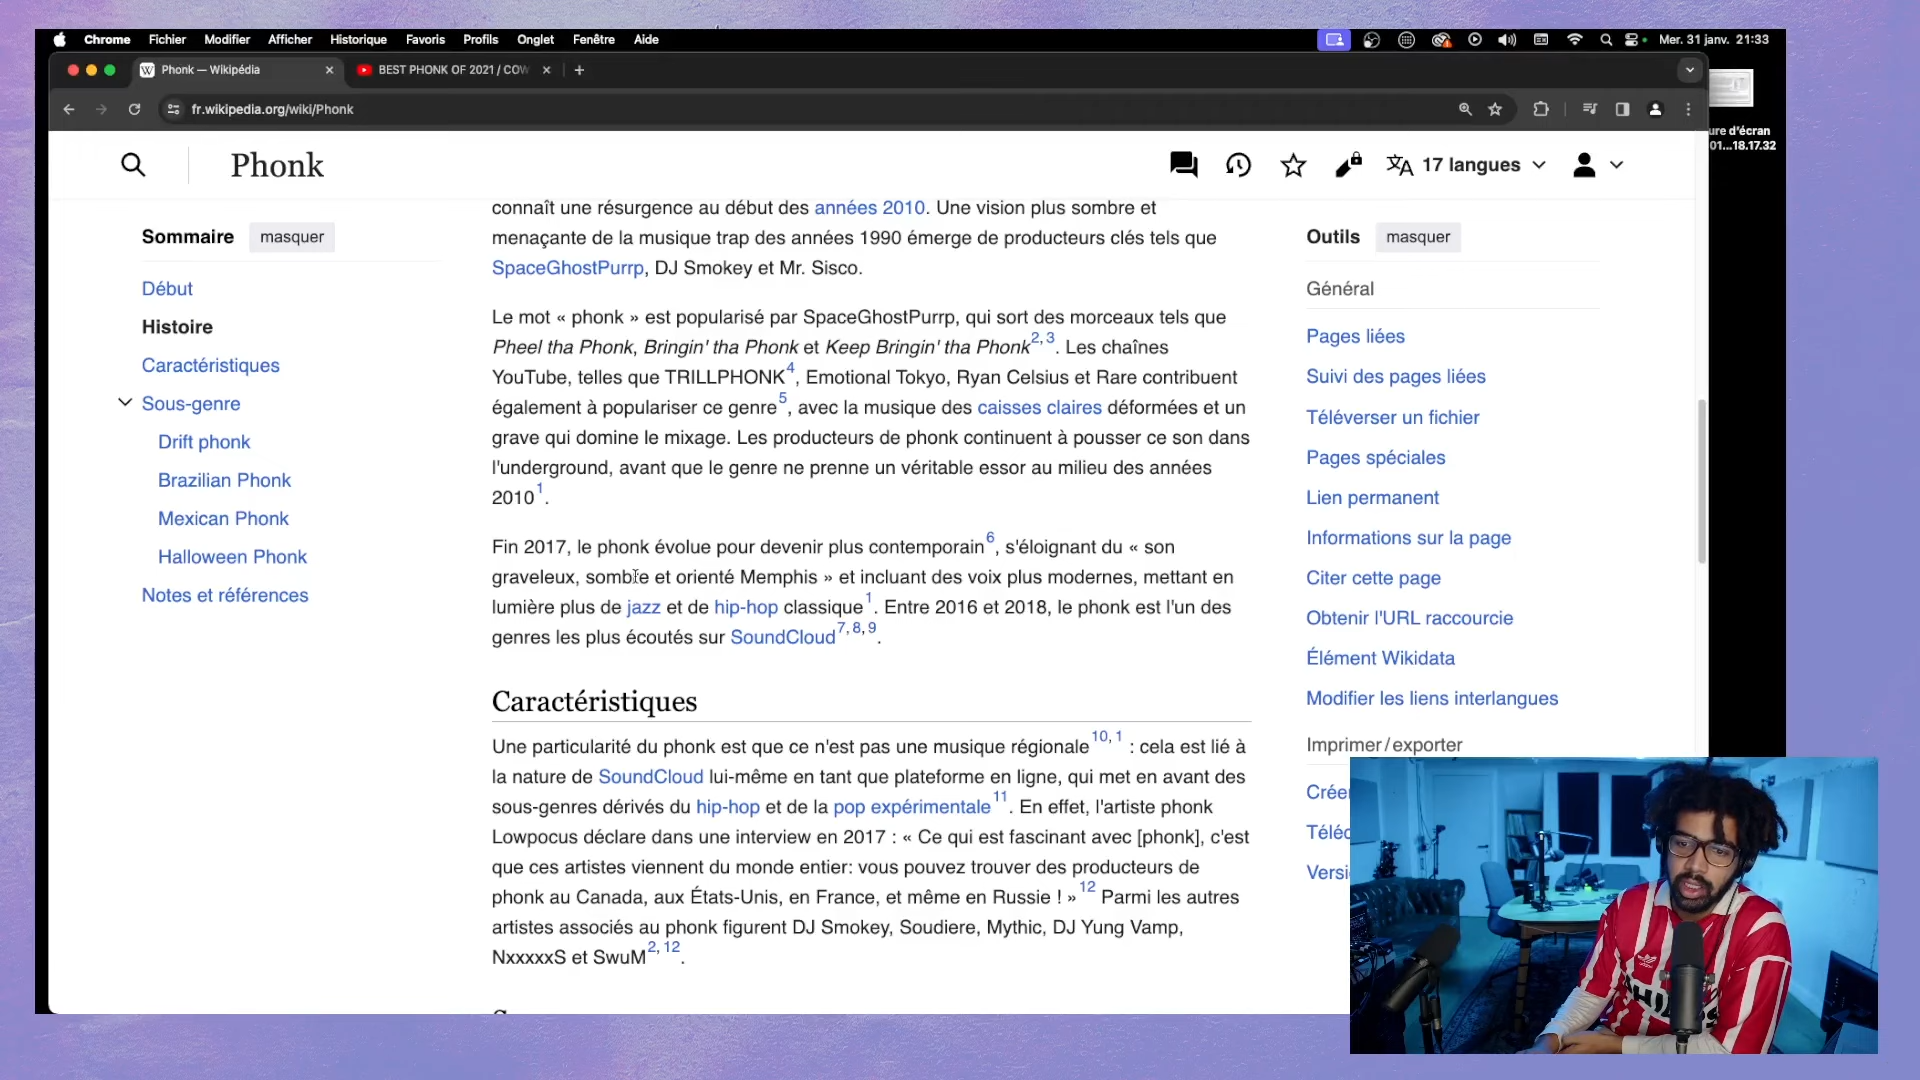 Chrome Fichier Modifier Afficher Historique Favoris Profils Onglet Fenêtre Aide Mer. 31 janv. 21:33
W Phonk — Wikipédia BEST PHONK OF 2021 / COW
fr.wikipedia.org/wiki/Phonk
ure d'écran
01...18.17.32
Phonk
17 langues
Sommaire masquer
Début
Histoire
Caractéristiques
Sous-genre
Drift phonk
Brazilian Phonk
Mexican Phonk
Halloween Phonk
Notes et références
connaît une résurgence au début des années 2010. Une vision plus sombre et
menaçante de la musique trap des années 1990 émerge de producteurs clés tels que
SpaceGhostPurrp, DJ Smokey et Mr. Sisco.
Le mot « phonk » est popularisé par SpaceGhostPurrp, qui sort des morceaux tels que
Pheel tha Phonk, Bringin' tha Phonk et Keep Bringin' tha Phonk2, 3. Les chaînes
YouTube, telles que TRILLPHONK4, Emotional Tokyo, Ryan Celsius et Rare contribuent
également à populariser ce genre5, avec la musique des caisses claires déformées et un
grave qui domine le mixage. Les producteurs de phonk continuent à pousser ce son dans
l'underground, avant que le genre ne prenne un véritable essor au milieu des années
20101.
Fin 2017, le phonk évolue pour devenir plus contemporain6, s'éloignant du « son
graveleux, sombre et orienté Memphis » et incluant des voix plus modernes, mettant en
lumière plus de jazz et de hip-hop classique1. Entre 2016 et 2018, le phonk est l'un des
genres les plus écoutés sur SoundCloud7, 8, 9.
Caractéristiques
Une particularité du phonk est que ce n'est pas une musique régionale10, 1 : cela est lié à
la nature de SoundCloud lui-même en tant que plateforme en ligne, qui met en avant des
sous-genres dérivés du hip-hop et de la pop expérimentale11. En effet, l'artiste phonk
Lowpocus déclare dans une interview en 2017 : « Ce qui est fascinant avec [phonk], c'est
que ces artistes viennent du monde entier: vous pouvez trouver des producteurs de
phonk au Canada, aux États-Unis, en France, et même en Russie ! »12 Parmi les autres
artistes associés au phonk figurent DJ Smokey, Soudiere, Mythic, DJ Yung Vamp,
NxxxxxS et SwuM2, 12.
Outils masquer
Général
Pages liées
Suivi des pages liées
Téléverser un fichier
Pages spéciales
Lien permanent
Informations sur la page
Citer cette page
Obtenir l'URL raccourcie
Élément Wikidata
Modifier les liens interlangues
Imprimer/exporter
Créer
Téléc
Versi